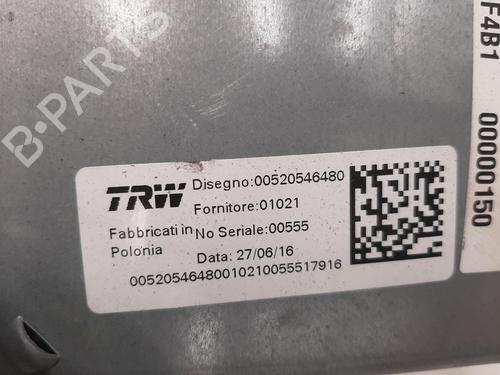 B-PARTS
TRW
Disegno:00520546480
Fornitore:01021
Fabbricati in Polonia
No Seriale:00555
Data: 27/06/16
00520546480010210055517916
F4B1 00000150